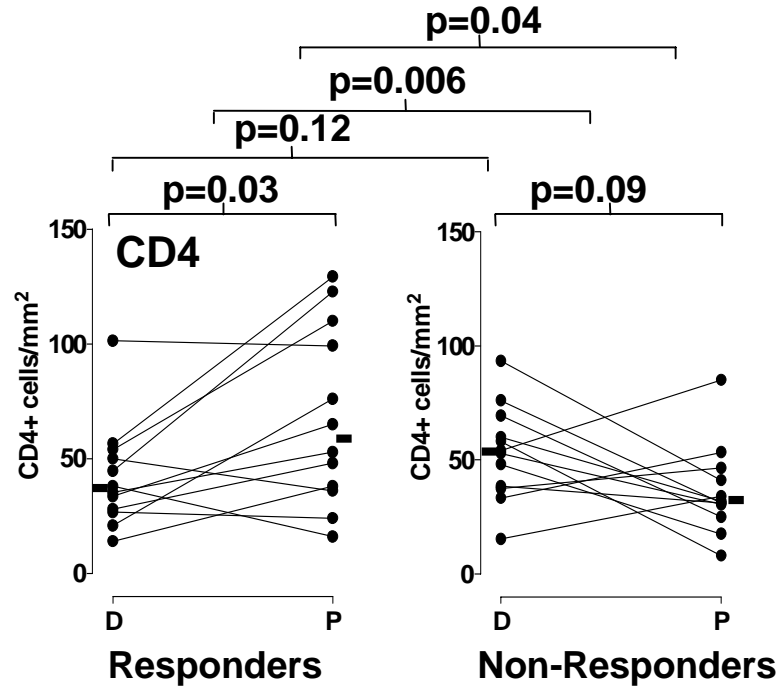 p=0.04
p=0.006
p=0.12
p=0.03
p=0.09
CD4
CD4+ cells/mm²
150
100
50
0
D P
Responders
CD4+ cells/mm²
150
100
50
0
D P
Non-Responders